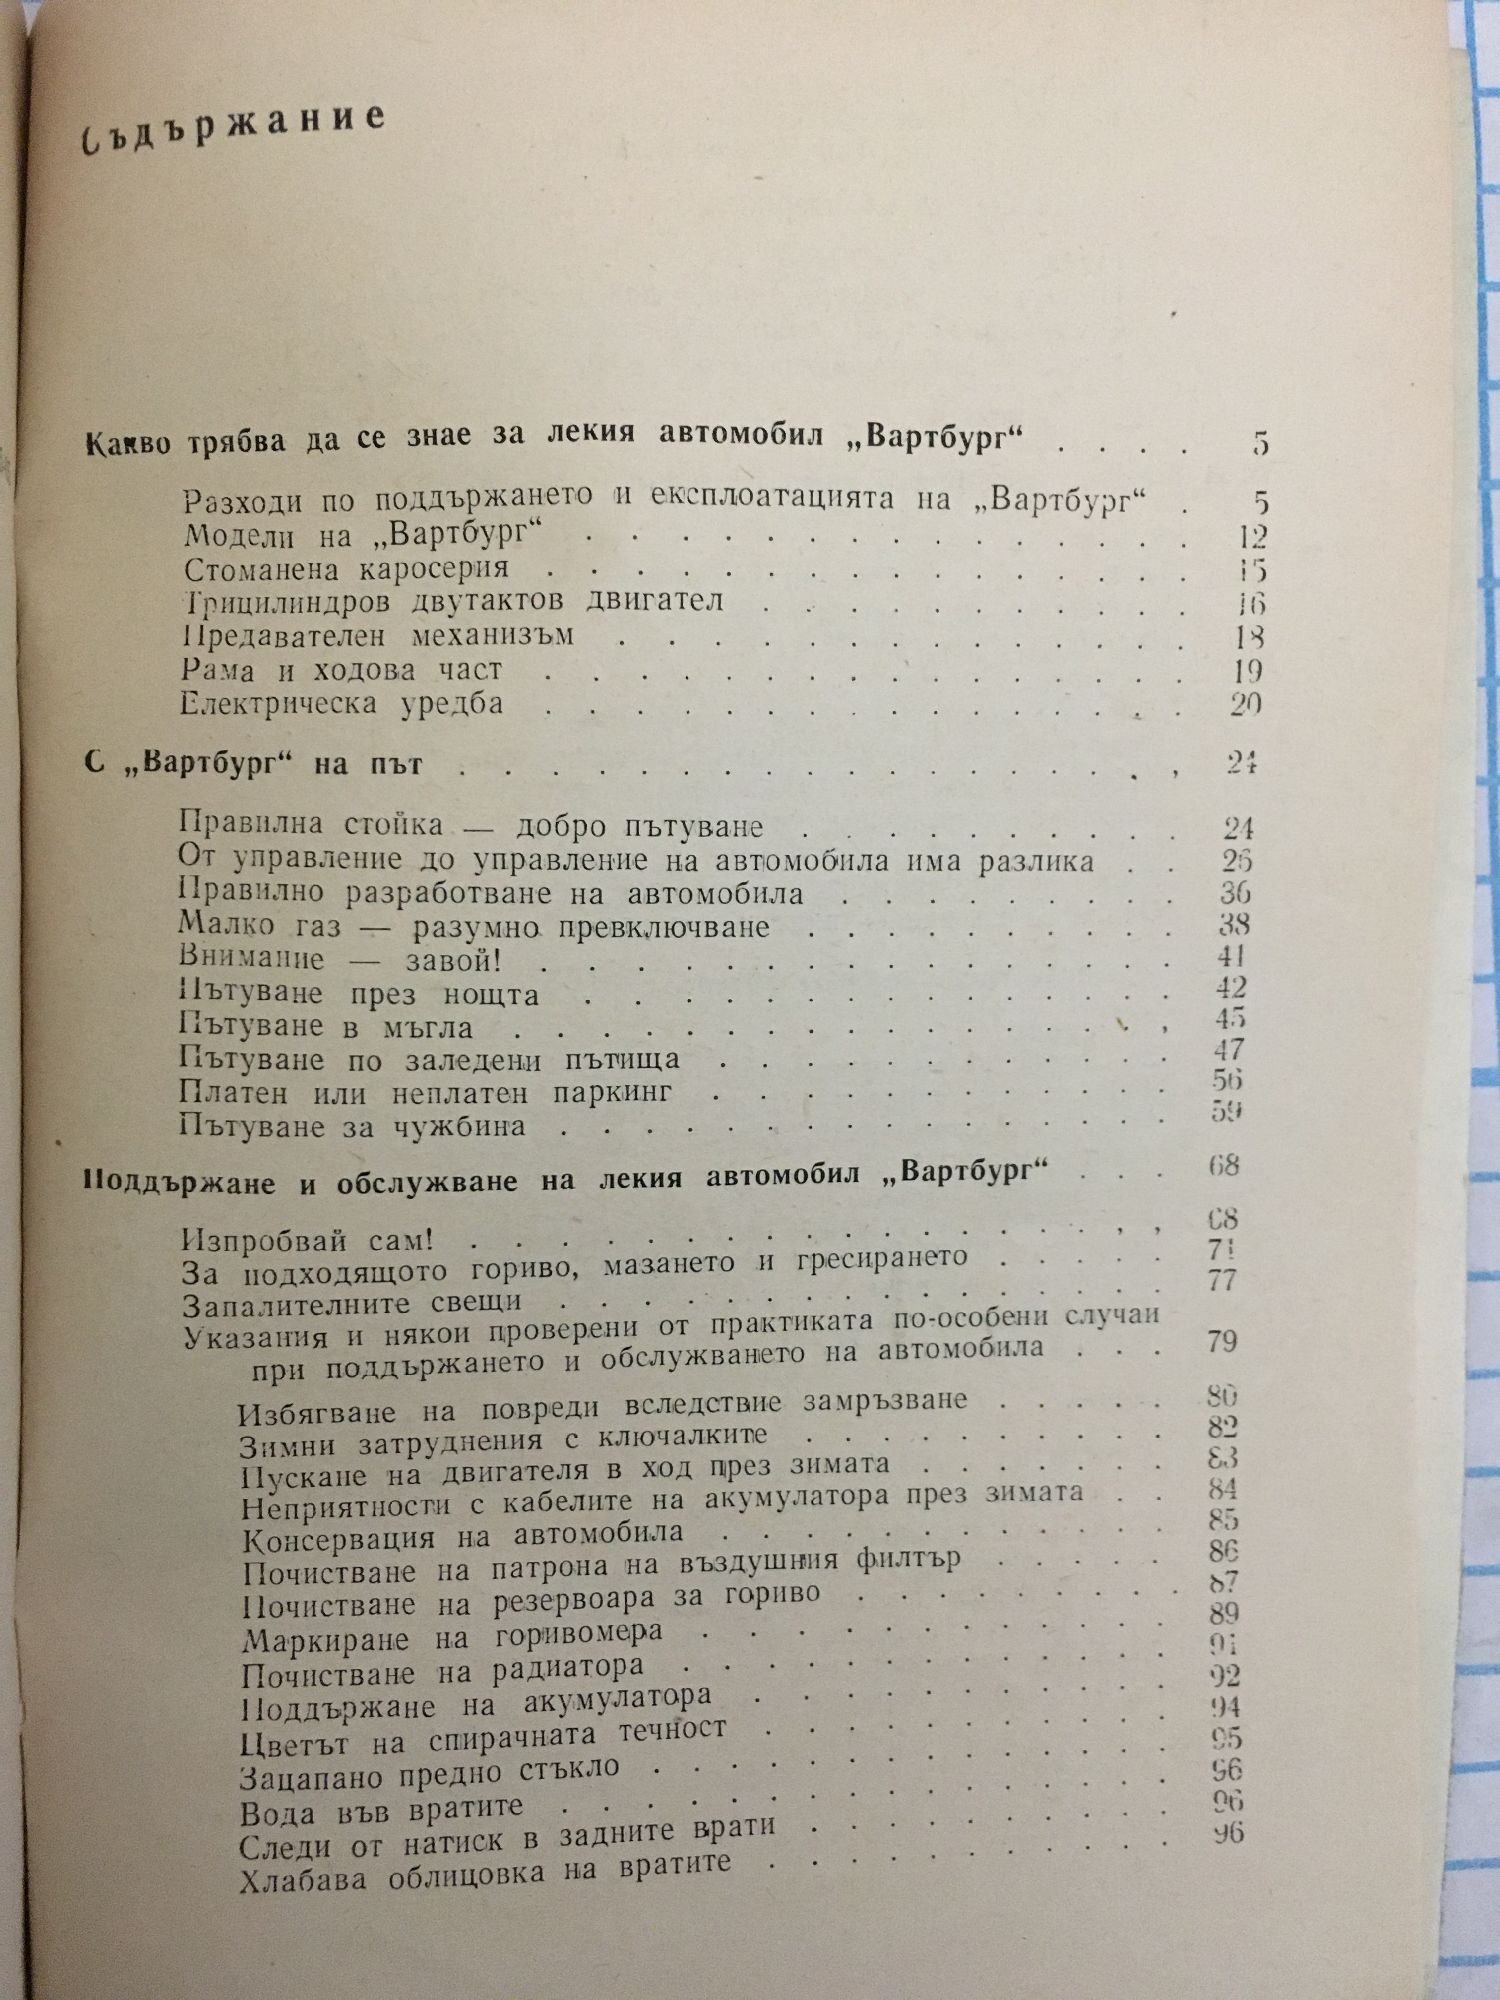 Съдържание
Какво трябва да се знае за лекия автомобил „Вартбург“ . . . . 5
Разходи по поддържането и експлоатацията на „Вартбург“ . 5
Модели на „Вартбург“ . . . . . . . . . . . . . . . 12
Стоманена каросерия . . . . . . . . . . . . . . . 15
Трицилиндров двутактов двигател . . . . . . . . . . . 16
Предавателен механизъм . . . . . . . . . . . . . . 18
Рама и ходова част . . . . . . . . . . . . . . . 19
Електрическа уредба . . . . . . . . . . . . . . . 20
С „Вартбург“ на път . . . . . . . . . . . . . . . . . 24
Правилна стойка — добро пътуване . . . . . . . . . . 24
От управление до управление на автомобила има разлика . . 26
Правилно разработване на автомобила . . . . . . . . . 36
Малко газ — разумно превключване . . . . . . . . . . 38
Внимание — завой! . . . . . . . . . . . . . . . 41
Пътуване през нощта . . . . . . . . . . . . . . . 42
Пътуване в мъгла . . . . . . . . . . . . . . . . 45
Пътуване по заледени пътища . . . . . . . . . . . . 47
Платен или неплатен паркинг . . . . . . . . . . . . 56
Пътуване за чужбина . . . . . . . . . . . . . . . 59
Поддържане и обслужване на лекия автомобил „Вартбург“ . . . 68
Изпробвай сам! . . . . . . . . . . . . . . . . 68
За подходящото гориво, мазането и гресирането . . . . . . 71
Запалителните свещи . . . . . . . . . . . . . . . 77
Указания и някои проверени от практиката по-особени случаи
при поддържането и обслужването на автомобила . . . 79
Избягване на повреди вследствие замръзване . . . . . . 80
Зимни затруднения с ключалките . . . . . . . . . . 82
Пускане на двигателя в ход през зимата . . . . . . . 83
Неприятности с кабелите на акумулатора през зимата . . 84
Консервация на автомобила . . . . . . . . . . . . 85
Почистване на патрона на въздушния филтър . . . . . . 86
Почистване на резервоара за гориво . . . . . . . . . 87
Маркиране на горивомера . . . . . . . . . . . . 89
Почистване на радиатора . . . . . . . . . . . . 91
Поддържане на акумулатора . . . . . . . . . . . 92
Цветът на спирачната течност . . . . . . . . . . . 94
Зацапано предно стъкло . . . . . . . . . . . . . 95
Вода във вратите . . . . . . . . . . . . . . . 96
Следи от натиск в задните врати . . . . . . . . . . 96
Хлабава облицовка на вратите . . . . . . . . . . . 96